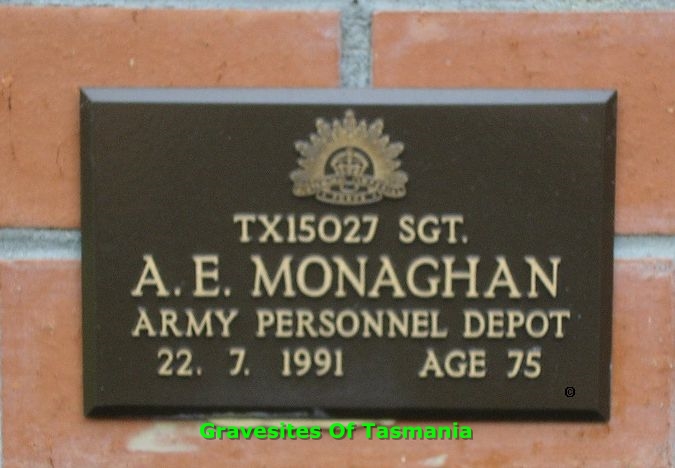 TX15027 SGT.
A. E. MONAGHAN
ARMY PERSONNEL DEPOT
22. 7. 1991 AGE 75
©
Gravesites Of Tasmania